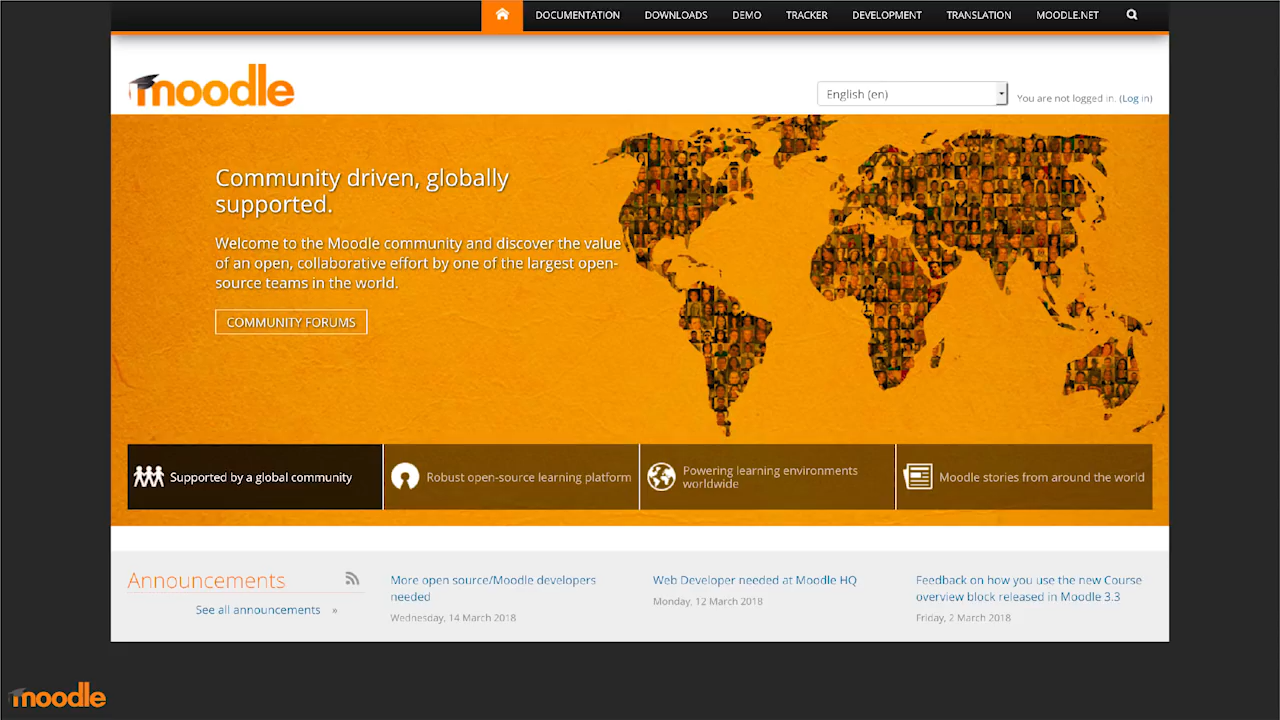 DOCUMENTATION DOWNLOADS DEMO TRACKER DEVELOPMENT TRANSLATION MOODLE.NET
moodle
English (en)
You are not logged in. (Log in)
Community driven, globally
supported.
Welcome to the Moodle community and discover the value
of an open, collaborative effort by one of the largest open-
source teams in the world.
COMMUNITY FORUMS
Supported by a global community
Robust open-source learning platform
Powering learning environments
worldwide
Moodle stories from around the world
Announcements
See all announcements »
More open source/Moodle developers
needed
Wednesday, 14 March 2018
Web Developer needed at Moodle HQ
Monday, 12 March 2018
Feedback on how you use the new Course
overview block released in Moodle 3.3
Friday, 2 March 2018
moodle